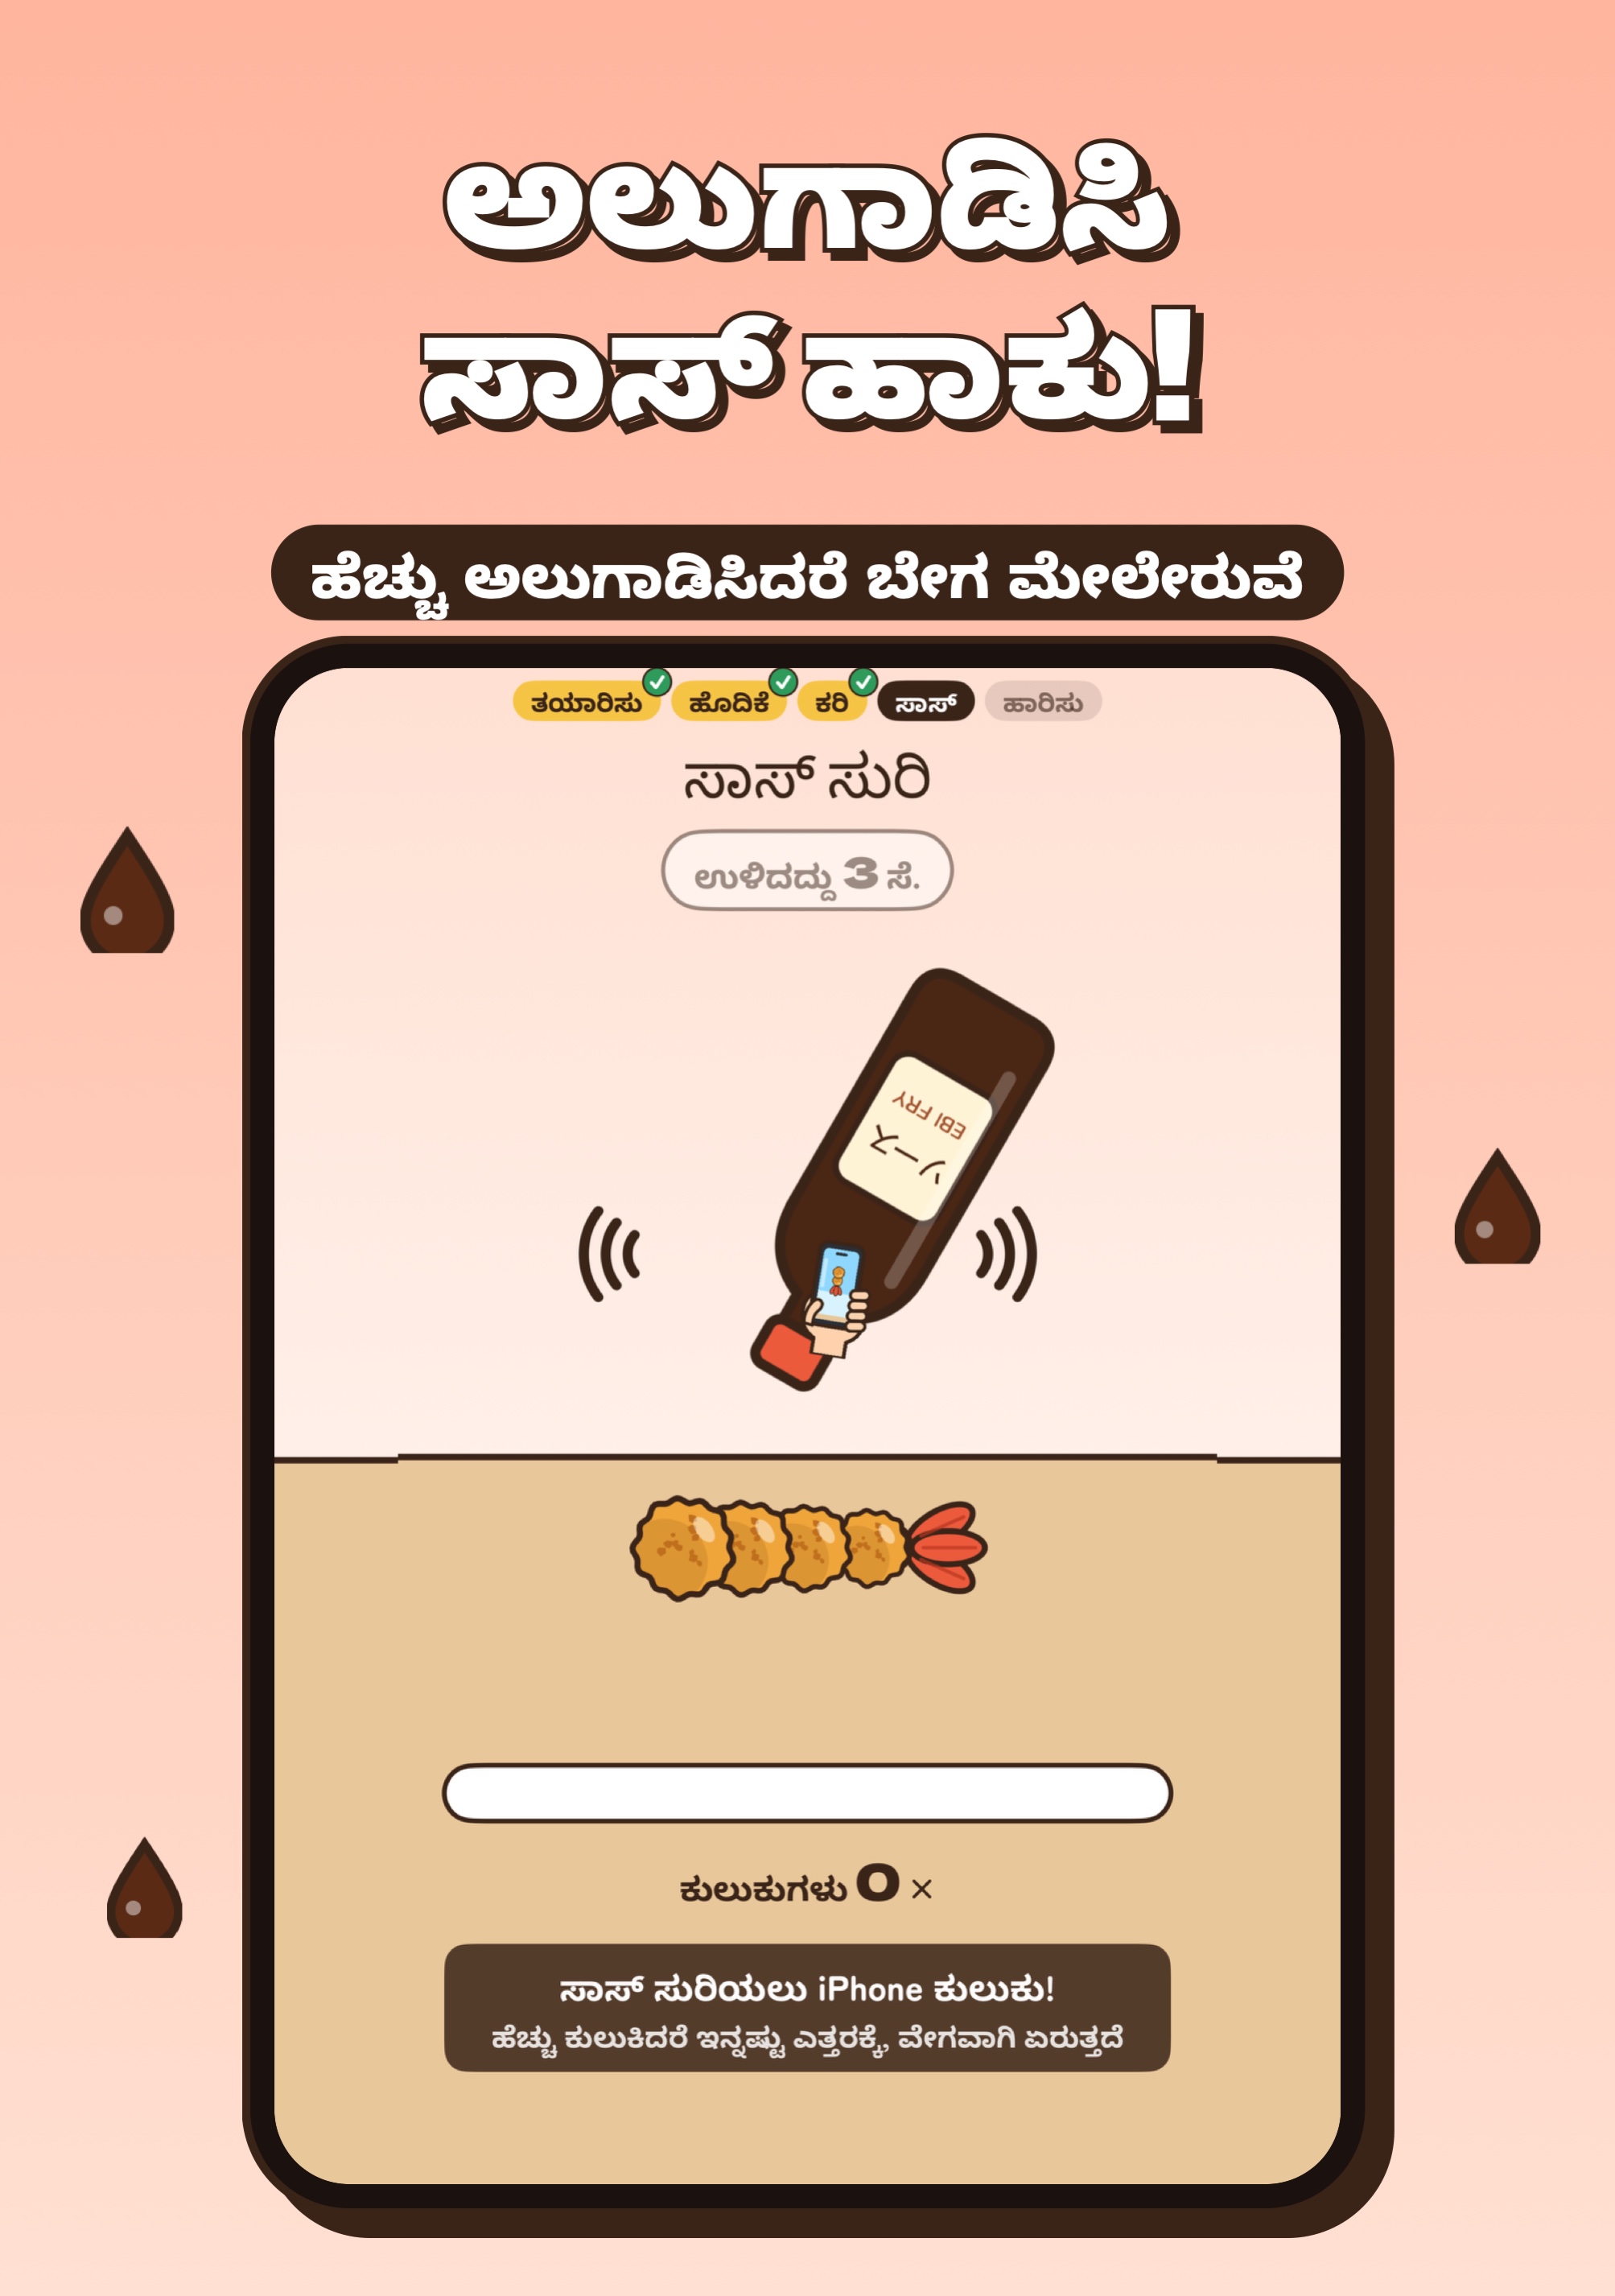 ಅಲುಗಾಡಿಸಿ
ಸಾಸ್ ಹಾಕು!
ಹೆಚ್ಚು ಅಲುಗಾಡಿಸಿದರೆ ಬೇಗ ಮೇಲೇರುವೆ
ತಯಾರಿಸು ಹೊದಿಕೆ ಕರಿ ಸಾಸ್ ಹಾರಿಸು
ಸಾಸ್ ಸುರಿ
ಉಳಿದದ್ದು 3 ಸೆ.
ソース
EBI FRY
ಕುಲುಕುಗಳು 0 ×
ಸಾಸ್ ಸುರಿಯಲು iPhone ಕುಲುಕು!
ಹೆಚ್ಚು ಕುಲುಕಿದರೆ ಇನ್ನಷ್ಟು ಎತ್ತರಕ್ಕೆ, ವೇಗವಾಗಿ ಏರುತ್ತದೆ